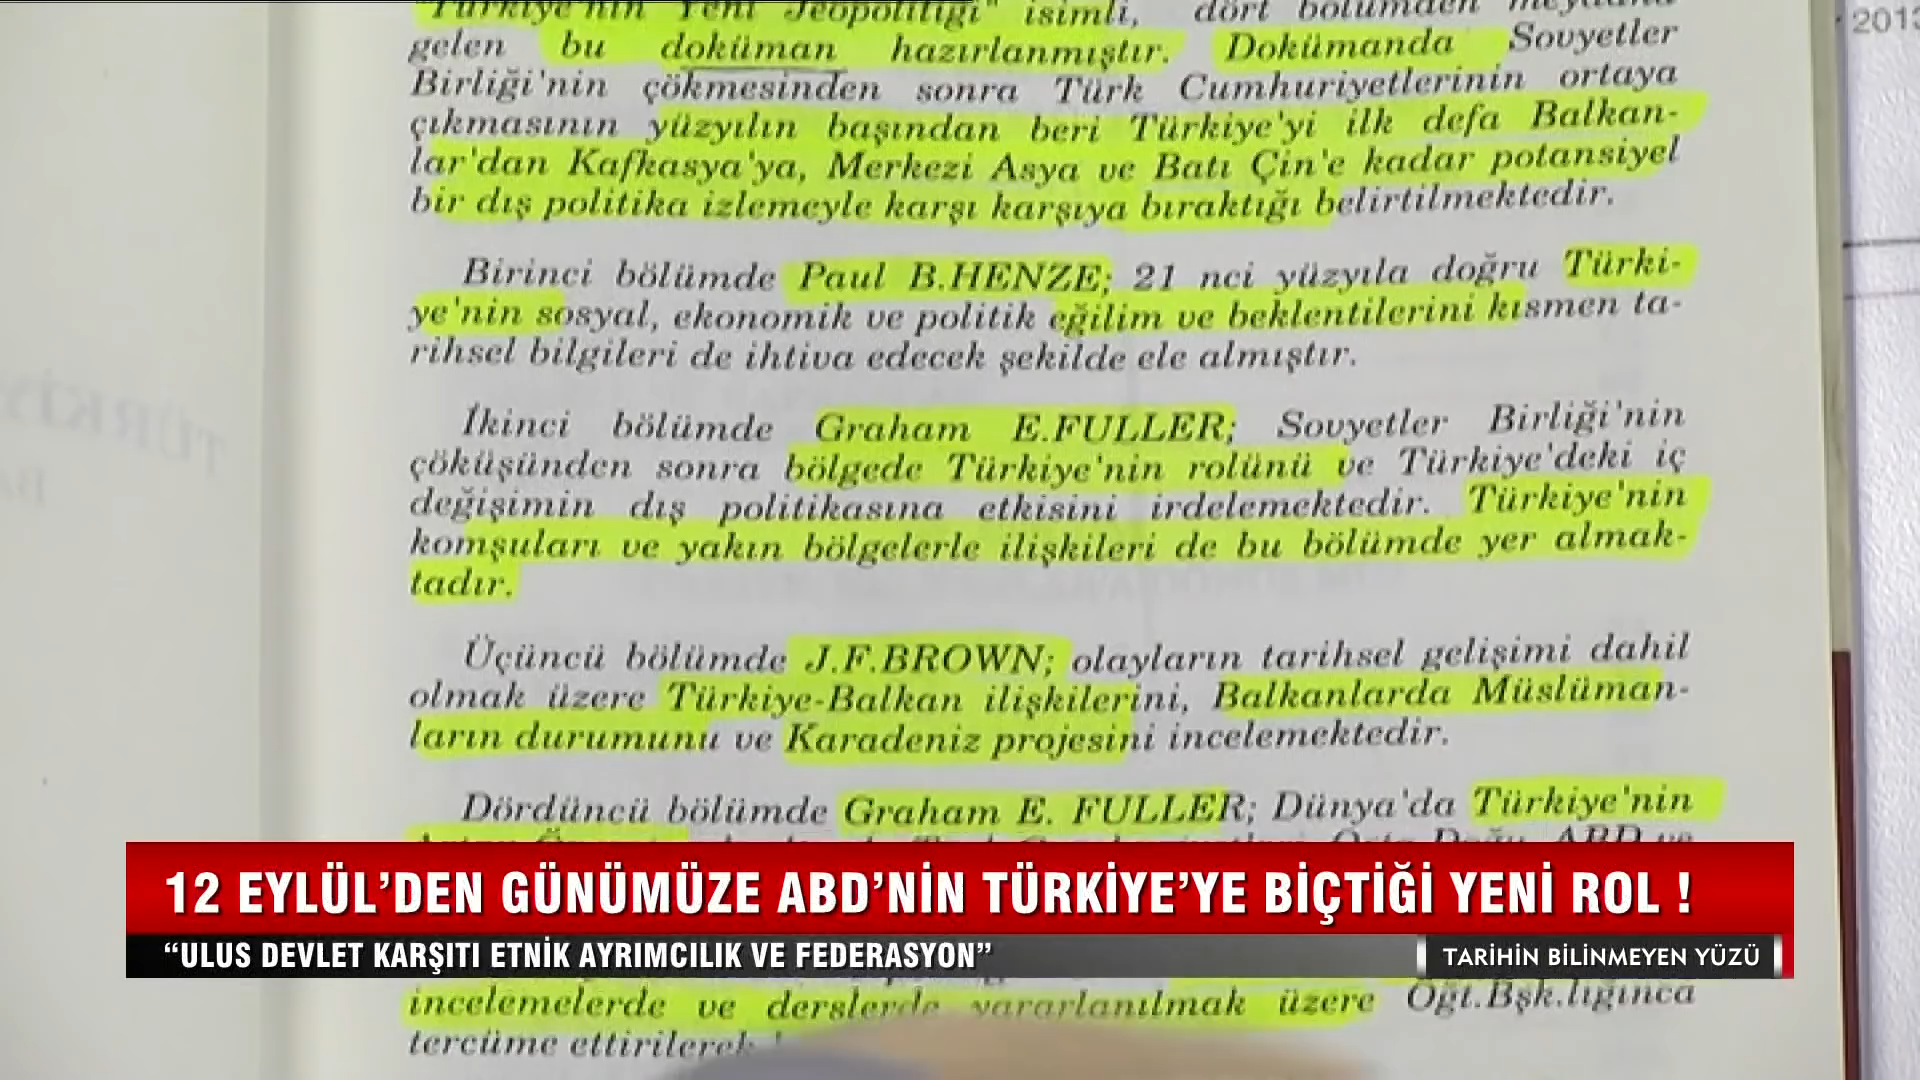 "Türkiye'nin Yeni Jeopolitiği" isimli, dört bölümden meydana
2013
gelen bu doküman hazırlanmıştır. Dokümanda Sovyetler
Birliği'nin çökmesinden sonra Türk Cumhuriyetlerinin ortaya
çıkmasının yüzyılın başından beri Türkiye'yi ilk defa Balkan-
lar'dan Kafkasya'ya, Merkezi Asya ve Batı Çin'e kadar potansiyel
bir dış politika izlemeyle karşı karşıya bıraktığı belirtilmektedir.
Birinci bölümde Paul B.HENZE; 21 nci yüzyıla doğru Türki-
ye'nin sosyal, ekonomik ve politik eğilim ve beklentilerini kısmen ta-
rihsel bilgileri de ihtiva edecek şekilde ele almıştır.
İkinci bölümde Graham E.FULLER; Sovyetler Birliği'nin
çöküşünden sonra bölgede Türkiye'nin rolünü ve Türkiye'deki iç
değişimin dış politikasına etkisini irdelemektedir. Türkiye'nin
komşuları ve yakın bölgelerle ilişkileri de bu bölümde yer almak-
tadır.
Üçüncü bölümde J.F.BROWN; olayların tarihsel gelişimi dahil
olmak üzere Türkiye-Balkan ilişkilerini, Balkanlarda Müslüman-
ların durumunu ve Karadeniz projesini incelemektedir.
Dördüncü bölümde Graham E. FULLER; Dünya'da Türkiye'nin
Orta Doğu, ABD ve
12 EYLÜL'DEN GÜNÜMÜZE ABD'NİN TÜRKİYE'YE BİÇTİĞİ YENİ ROL !
"ULUS DEVLET KARŞITI ETNİK AYRIMCILIK VE FEDERASYON"
TARİHİN BİLİNMEYEN YÜZÜ
incelemelerde ve derslerde yararlanılmak üzere Öğt.Bşk.lığınca
tercüme ettirilerek